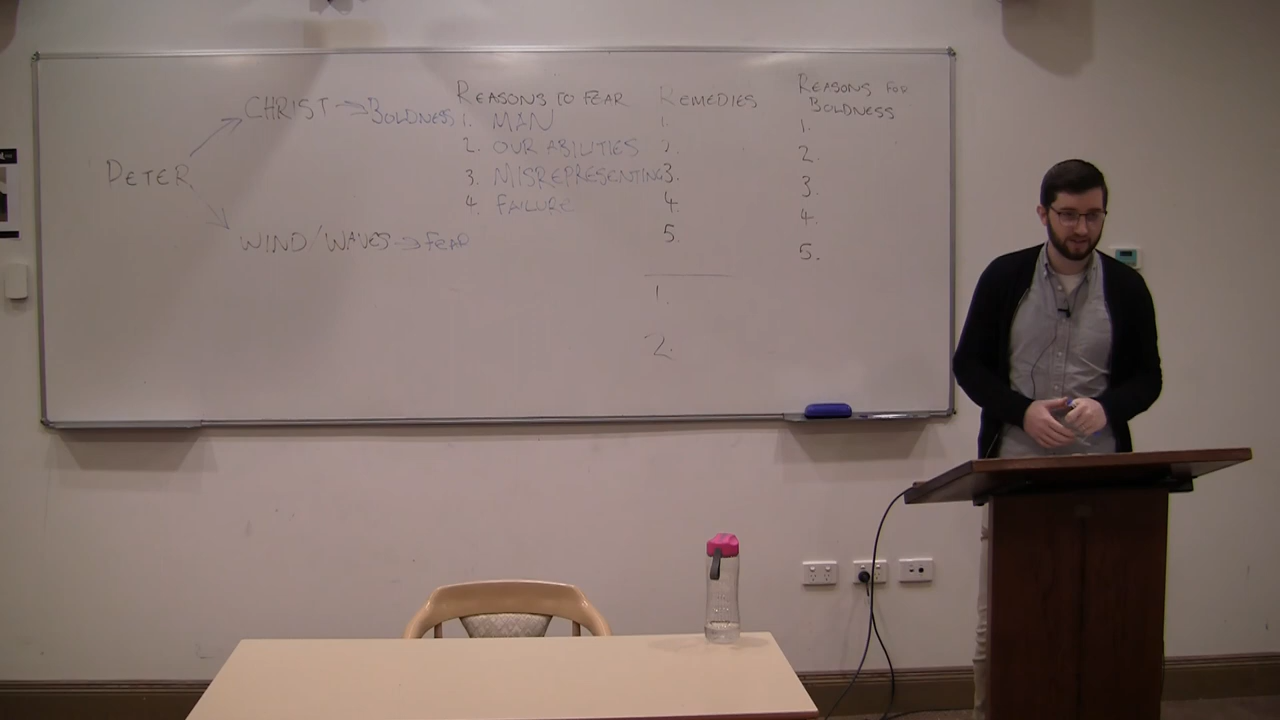 PETER
CHRIST → BOLDNESS
WIND/WAVES → FEAR
REASONS TO FEAR
1. MAN
2. OUR ABILITIES
3. MISREPRESENTING
4. FAILURE
REMEDIES
1.
2.
3.
4.
5.
1.
2.
REASONS FOR
BOLDNESS
1.
2.
3.
4.
5.